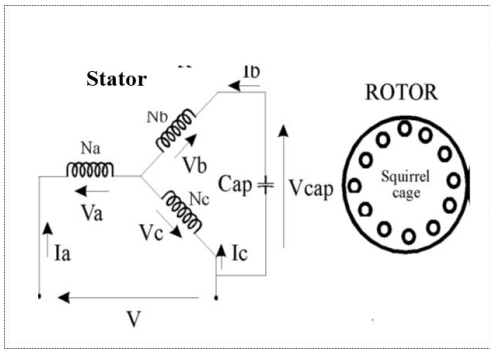 Stator
Ib
ROTOR
Nb
Na
Vb
Squirrel
cage
Cap
Vcap
Nc
Va
Vc
Ia
Ic
V